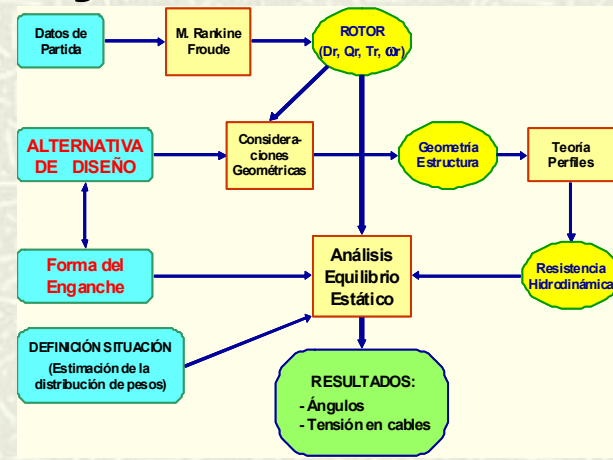 Datos de
Partida
M. Rankine
Froude
ROTOR
(Dr, Qr, Tr, ωr)
ALTERNATIVA
DE DISEÑO
Considera-
ciones
Geométricas
Geometría
Estructura
Teoría
Perfiles
Forma del
Enganche
Análisis
Equilibrio
Estático
Resistencia
Hidrodinámica
DEFINICIÓN SITUACIÓN
(Estimación de la
distribución de pesos)
RESULTADOS:
- Ángulos
- Tensión en cables